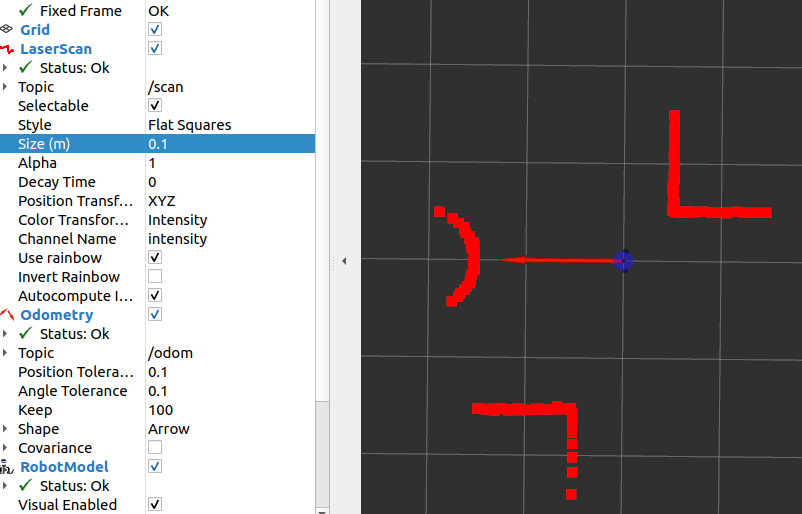 Fixed Frame OK
Grid
LaserScan
Status: Ok
Topic /scan
Selectable
Style Flat Squares
Size (m) 0.1
Alpha 1
Decay Time 0
Position Transf... XYZ
Color Transfor... Intensity
Channel Name intensity
Use rainbow
Invert Rainbow
Autocompute I...
Odometry
Status: Ok
Topic /odom
Position Tolera... 0.1
Angle Tolerance 0.1
Keep 100
Shape Arrow
Covariance
RobotModel
Status: Ok
Visual Enabled